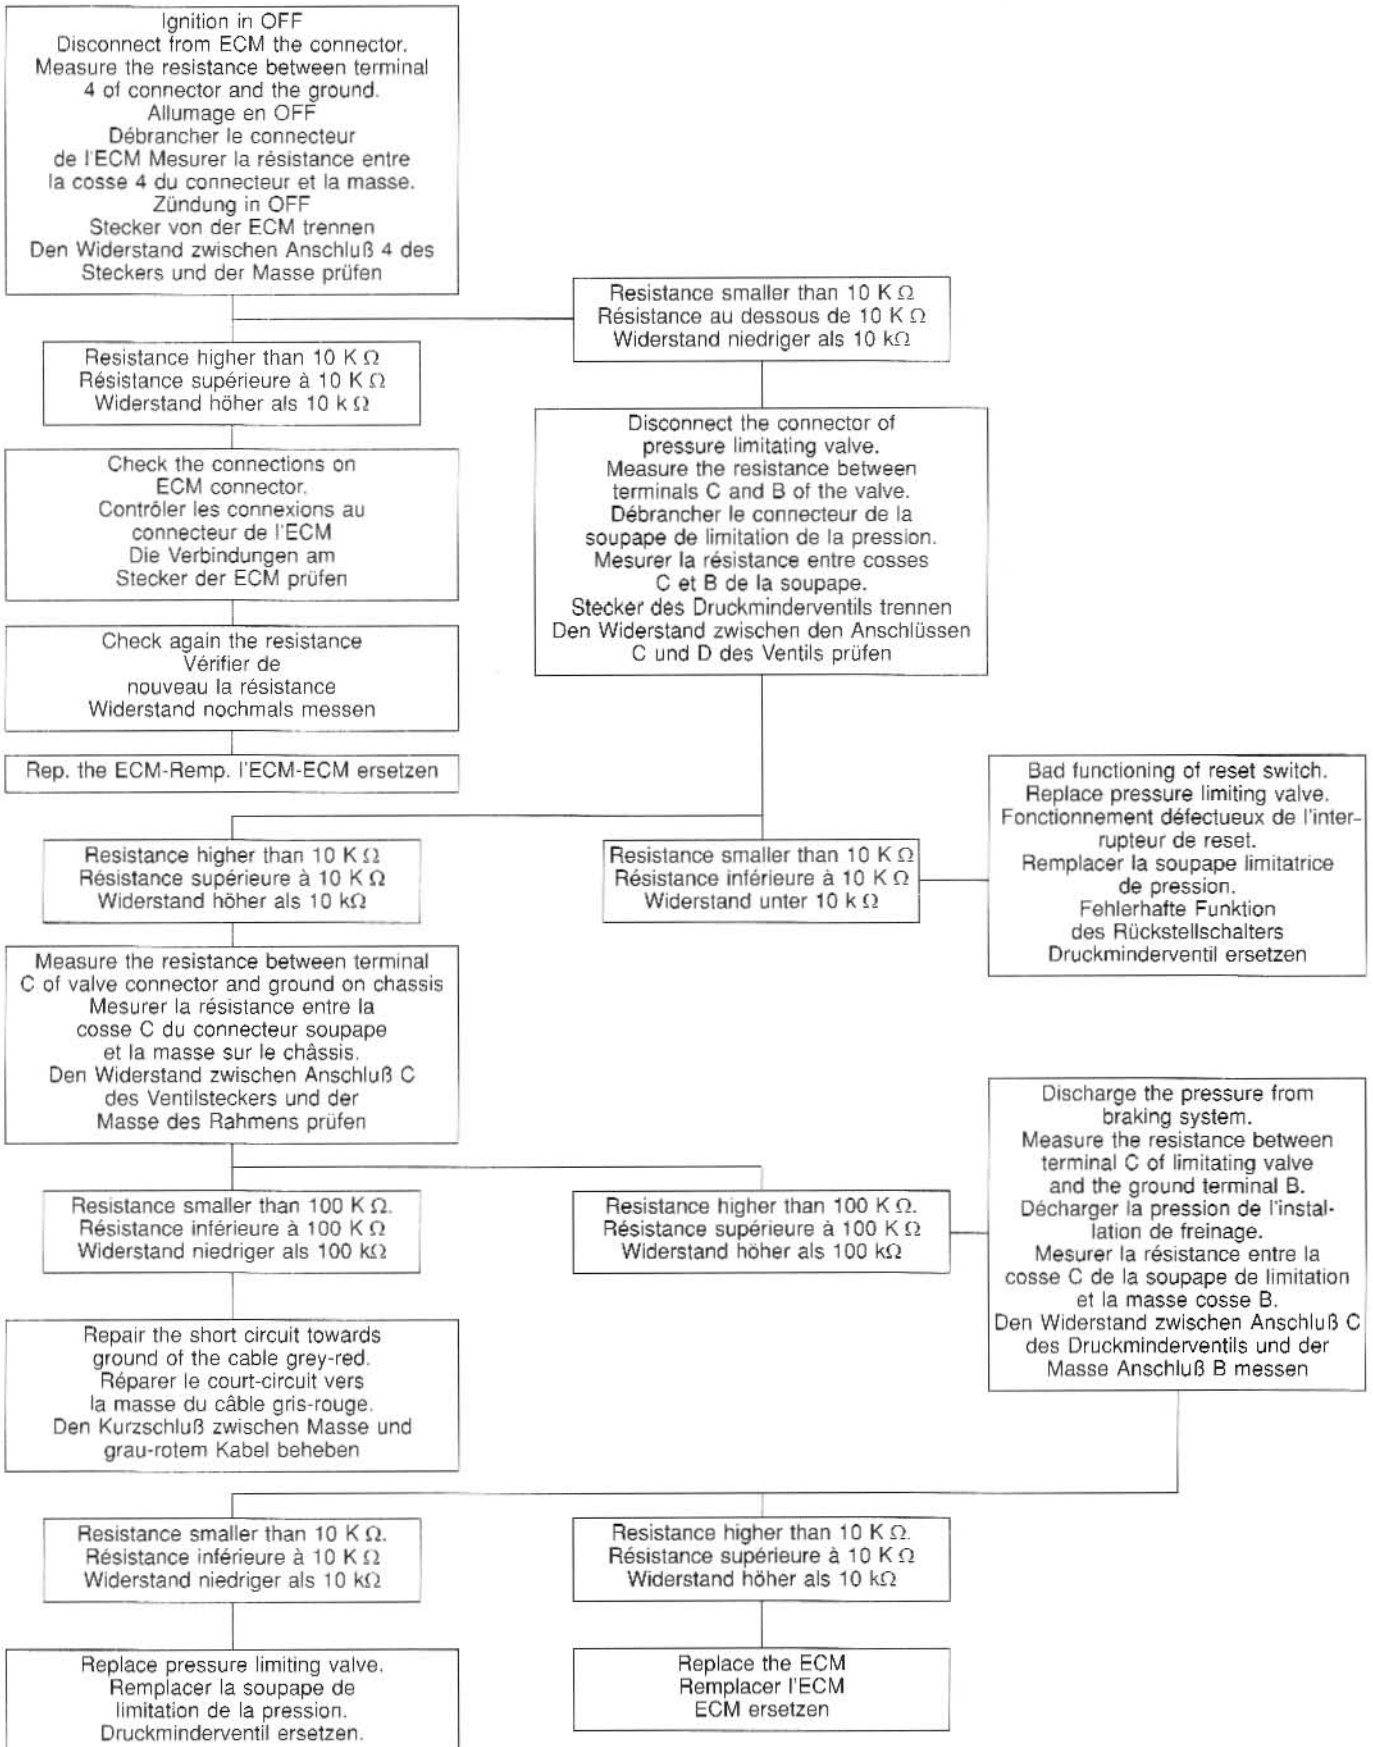 Ignition in OFF
Disconnect from ECM the connector.
Measure the resistance between terminal
4 of connector and the ground.
Allumage en OFF
Débrancher le connecteur
de l'ECM Mesurer la résistance entre
la cosse 4 du connecteur et la masse.
Zündung in OFF
Stecker von der ECM trennen
Den Widerstand zwischen Anschluß 4 des
Steckers und der Masse prüfen
Resistance smaller than 10 K Ω
Résistance au dessous de 10 K Ω
Widerstand niedriger als 10 kΩ
Resistance higher than 10 K Ω
Résistance supérieure à 10 K Ω
Widerstand höher als 10 k Ω
Disconnect the connector of
pressure limitating valve.
Measure the resistance between
terminals C and B of the valve.
Débrancher le connecteur de la
soupape de limitation de la pression.
Mesurer la résistance entre cosses
C et B de la soupape.
Stecker des Druckminderventils trennen
Den Widerstand zwischen den Anschlüssen
C und D des Ventils prüfen
Check the connections on
ECM connector.
Contrôler les connexions au
connecteur de l'ECM
Die Verbindungen am
Stecker der ECM prüfen
Check again the resistance
Vérifier de
nouveau la résistance
Widerstand nochmals messen
Rep. the ECM-Remp. l'ECM-ECM ersetzen
Bad functioning of reset switch.
Replace pressure limiting valve.
Fonctionnement défectueux de l'inter-
rupteur de reset.
Remplacer la soupape limitatrice
de pression.
Fehlerhafte Funktion
des Rückstellschalters
Druckminderventil ersetzen
Resistance higher than 10 K Ω
Résistance supérieure à 10 K Ω
Widerstand höher als 10 kΩ
Resistance smaller than 10 K Ω
Résistance inférieure à 10 K Ω
Widerstand unter 10 k Ω
Measure the resistance between terminal
C of valve connector and ground on chassis
Mesurer la résistance entre la
cosse C du connecteur soupape
et la masse sur le châssis.
Den Widerstand zwischen Anschluß C
des Ventilsteckers und der
Masse des Rahmens prüfen
Discharge the pressure from
braking system.
Measure the resistance between
terminal C of limitating valve
and the ground terminal B.
Décharger la pression de l'instal-
lation de freinage.
Mesurer la résistance entre la
cosse C de la soupape de limitation
et la masse cosse B.
Den Widerstand zwischen Anschluß C
des Druckminderventils und der
Masse Anschluß B messen
Resistance smaller than 100 K Ω.
Résistance inférieure à 100 K Ω
Widerstand niedriger als 100 kΩ
Resistance higher than 100 K Ω.
Résistance supérieure à 100 K Ω
Widerstand höher als 100 kΩ
Repair the short circuit towards
ground of the cable grey-red.
Réparer le court-circuit vers
la masse du câble gris-rouge.
Den Kurzschluß zwischen Masse und
grau-rotem Kabel beheben
Resistance smaller than 10 K Ω.
Résistance inférieure à 10 K Ω
Widerstand niedriger als 10 kΩ
Resistance higher than 10 K Ω.
Résistance supérieure à 10 K Ω
Widerstand höher als 10 kΩ
Replace pressure limiting valve.
Remplacer la soupape de
limitation de la pression.
Druckminderventil ersetzen.
Replace the ECM
Remplacer l'ECM
ECM ersetzen